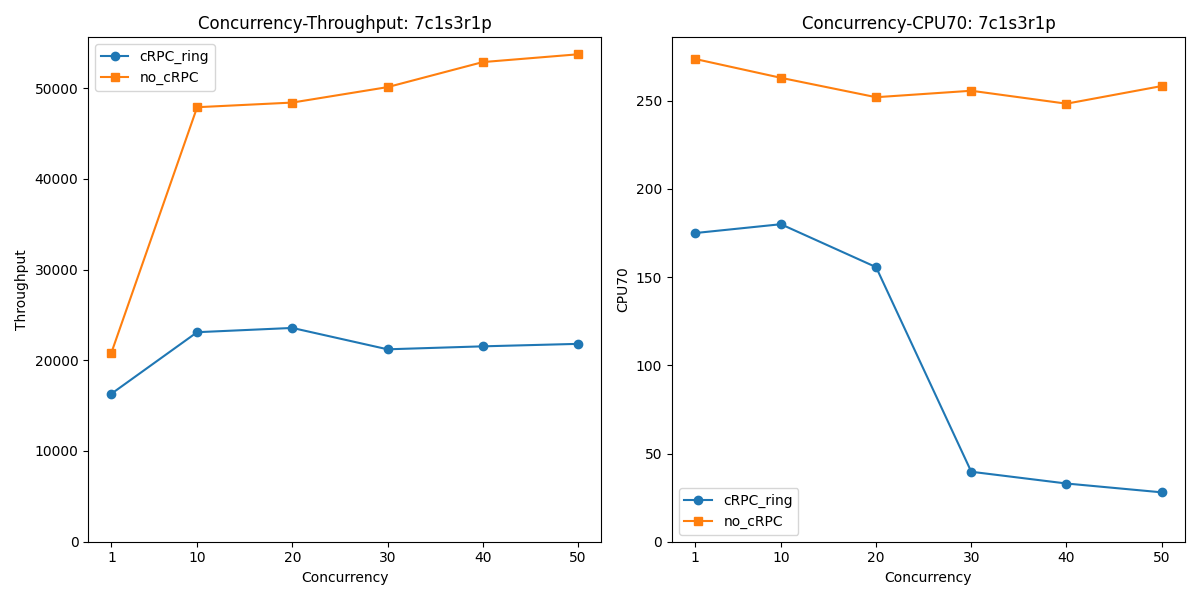 Concurrency-Throughput: 7c1s3r1p
cRPC_ring
no_cRPC
50000
40000
30000
20000
10000
0
Throughput
1 10 20 30 40 50
Concurrency
Concurrency-CPU70: 7c1s3r1p
250
200
150
100
50
0
CPU70
cRPC_ring
no_cRPC
1 10 20 30 40 50
Concurrency